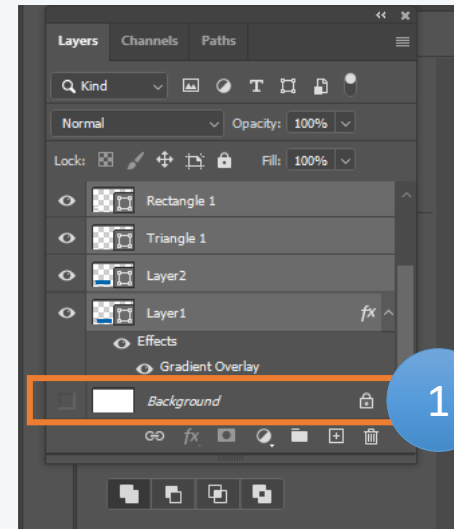 Layers Channels Paths
Kind
Normal Opacity: 100%
Lock: Fill: 100%
Rectangle 1
Triangle 1
Layer2
Layer1 fx
Effects
Gradient Overlay
Background
1
fx